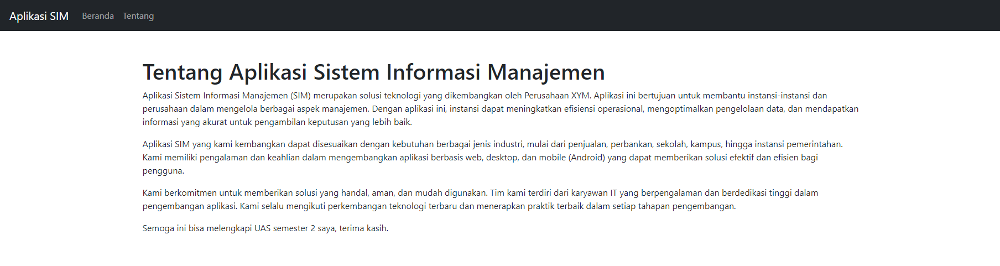 Aplikasi SIM Beranda Tentang
Tentang Aplikasi Sistem Informasi Manajemen
Aplikasi Sistem Informasi Manajemen (SIM) merupakan solusi teknologi yang dikembangkan oleh Perusahaan XYM. Aplikasi ini bertujuan untuk membantu instansi-instansi dan
perusahaan dalam mengelola berbagai aspek manajemen. Dengan aplikasi ini, instansi dapat meningkatkan efisiensi operasional, mengoptimalkan pengelolaan data, dan mendapatkan
informasi yang akurat untuk pengambilan keputusan yang lebih baik.
Aplikasi SIM yang kami kembangkan dapat disesuaikan dengan kebutuhan berbagai jenis industri, mulai dari penjualan, perbankan, sekolah, kampus, hingga instansi pemerintahan.
Kami memiliki pengalaman dan keahlian dalam mengembangkan aplikasi berbasis web, desktop, dan mobile (Android) yang dapat memberikan solusi efektif dan efisien bagi
pengguna.
Kami berkomitmen untuk memberikan solusi yang handal, aman, dan mudah digunakan. Tim kami terdiri dari karyawan IT yang berpengalaman dan berdedikasi tinggi dalam
pengembangan aplikasi. Kami selalu mengikuti perkembangan teknologi terbaru dan menerapkan praktik terbaik dalam setiap tahapan pengembangan.
Semoga ini bisa melengkapi UAS semester 2 saya, terima kasih.